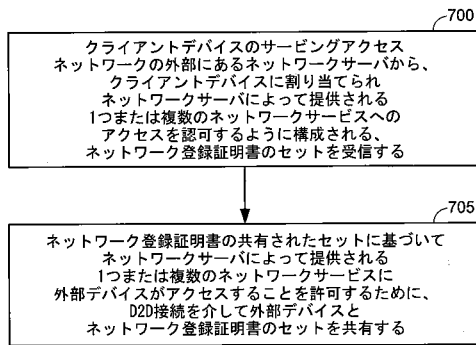 700
クライアントデバイスのサービングアクセス
ネットワークの外部にあるネットワークサーバから、
クライアントデバイスに割り当てられ
ネットワークサーバによって提供される
1つまたは複数のネットワークサービスへの
アクセスを認可するように構成される、
ネットワーク登録証明書のセットを受信する
705
ネットワーク登録証明書の共有されたセットに基づいて
ネットワークサーバによって提供される
1つまたは複数のネットワークサービスに
外部デバイスがアクセスすることを許可するために、
D2D接続を介して外部デバイスと
ネットワーク登録証明書のセットを共有する